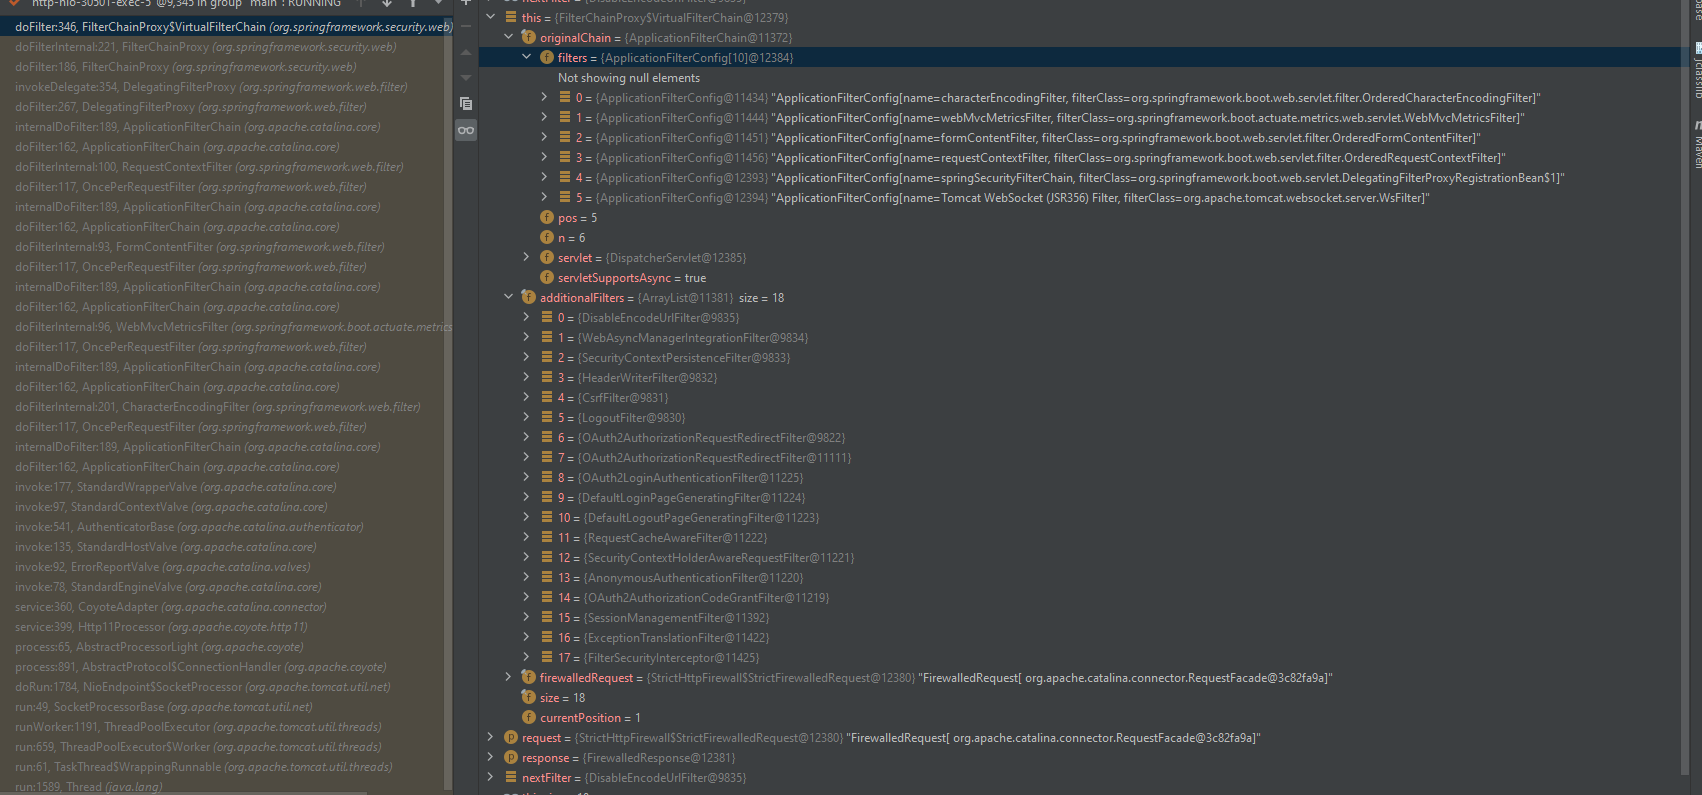 "http-nio-30501-exec-5"@9,345 in group "main": RUNNING
doFilter:346, FilterChainProxy$VirtualFilterChain (org.springframework.security.web)
doFilterInternal:221, FilterChainProxy (org.springframework.security.web)
doFilter:186, FilterChainProxy (org.springframework.security.web)
invokeDelegate:354, DelegatingFilterProxy (org.springframework.web.filter)
doFilter:267, DelegatingFilterProxy (org.springframework.web.filter)
internalDoFilter:189, ApplicationFilterChain (org.apache.catalina.core)
doFilter:162, ApplicationFilterChain (org.apache.catalina.core)
doFilterInternal:100, RequestContextFilter (org.springframework.web.filter)
doFilter:117, OncePerRequestFilter (org.springframework.web.filter)
internalDoFilter:189, ApplicationFilterChain (org.apache.catalina.core)
doFilter:162, ApplicationFilterChain (org.apache.catalina.core)
doFilterInternal:93, FormContentFilter (org.springframework.web.filter)
doFilter:117, OncePerRequestFilter (org.springframework.web.filter)
internalDoFilter:189, ApplicationFilterChain (org.apache.catalina.core)
doFilter:162, ApplicationFilterChain (org.apache.catalina.core)
doFilterInternal:96, WebMvcMetricsFilter (org.springframework.boot.actuate.metrics
doFilter:117, OncePerRequestFilter (org.springframework.web.filter)
internalDoFilter:189, ApplicationFilterChain (org.apache.catalina.core)
doFilter:162, ApplicationFilterChain (org.apache.catalina.core)
doFilterInternal:201, CharacterEncodingFilter (org.springframework.web.filter)
doFilter:117, OncePerRequestFilter (org.springframework.web.filter)
internalDoFilter:189, ApplicationFilterChain (org.apache.catalina.core)
doFilter:162, ApplicationFilterChain (org.apache.catalina.core)
invoke:177, StandardWrapperValve (org.apache.catalina.core)
invoke:97, StandardContextValve (org.apache.catalina.core)
invoke:541, AuthenticatorBase (org.apache.catalina.authenticator)
invoke:135, StandardHostValve (org.apache.catalina.core)
invoke:92, ErrorReportValve (org.apache.catalina.valves)
invoke:78, StandardEngineValve (org.apache.catalina.core)
service:360, CoyoteAdapter (org.apache.catalina.connector)
service:399, Http11Processor (org.apache.coyote.http11)
process:65, AbstractProcessorLight (org.apache.coyote)
process:891, AbstractProtocol$ConnectionHandler (org.apache.coyote)
doRun:1784, NioEndpoint$SocketProcessor (org.apache.tomcat.util.net)
run:49, SocketProcessorBase (org.apache.tomcat.util.net)
runWorker:1191, ThreadPoolExecutor (org.apache.tomcat.util.threads)
run:659, ThreadPoolExecutor$Worker (org.apache.tomcat.util.threads)
run:61, TaskThread$WrappingRunnable (org.apache.tomcat.util.threads)
run:1589, Thread (java.lang)
this = {FilterChainProxy$VirtualFilterChain@12379}
originalChain = {ApplicationFilterChain@11372}
filters = {ApplicationFilterConfig[10]@12384}
Not showing null elements
0 = {ApplicationFilterConfig@11434} "ApplicationFilterConfig[name=characterEncodingFilter, filterClass=org.springframework.boot.web.servlet.filter.OrderedCharacterEncodingFilter]"
1 = {ApplicationFilterConfig@11444} "ApplicationFilterConfig[name=webMvcMetricsFilter, filterClass=org.springframework.boot.actuate.metrics.web.servlet.WebMvcMetricsFilter]"
2 = {ApplicationFilterConfig@11451} "ApplicationFilterConfig[name=formContentFilter, filterClass=org.springframework.boot.web.servlet.filter.OrderedFormContentFilter]"
3 = {ApplicationFilterConfig@11456} "ApplicationFilterConfig[name=requestContextFilter, filterClass=org.springframework.boot.web.servlet.filter.OrderedRequestContextFilter]"
4 = {ApplicationFilterConfig@12393} "ApplicationFilterConfig[name=springSecurityFilterChain, filterClass=org.springframework.boot.web.servlet.DelegatingFilterProxyRegistrationBean$1]"
5 = {ApplicationFilterConfig@12394} "ApplicationFilterConfig[name=Tomcat WebSocket (JSR356) Filter, filterClass=org.apache.tomcat.websocket.server.WsFilter]"
pos = 5
n = 6
servlet = {DispatcherServlet@12385}
servletSupportsAsync = true
additionalFilters = {ArrayList@11381} size = 18
0 = {DisableEncodeUrlFilter@9835}
1 = {WebAsyncManagerIntegrationFilter@9834}
2 = {SecurityContextPersistenceFilter@9833}
3 = {HeaderWriterFilter@9832}
4 = {CsrfFilter@9831}
5 = {LogoutFilter@9830}
6 = {OAuth2AuthorizationRequestRedirectFilter@9822}
7 = {OAuth2AuthorizationRequestRedirectFilter@11111}
8 = {OAuth2LoginAuthenticationFilter@11225}
9 = {DefaultLoginPageGeneratingFilter@11224}
10 = {DefaultLogoutPageGeneratingFilter@11223}
11 = {RequestCacheAwareFilter@11222}
12 = {SecurityContextHolderAwareRequestFilter@11221}
13 = {AnonymousAuthenticationFilter@11220}
14 = {OAuth2AuthorizationCodeGrantFilter@11219}
15 = {SessionManagementFilter@11392}
16 = {ExceptionTranslationFilter@11422}
17 = {FilterSecurityInterceptor@11425}
firewalledRequest = {StrictHttpFirewall$StrictFirewalledRequest@12380} "FirewalledRequest[ org.apache.catalina.connector.RequestFacade@3c82fa9a]"
size = 18
currentPosition = 1
request = {StrictHttpFirewall$StrictFirewalledRequest@12380} "FirewalledRequest[ org.apache.catalina.connector.RequestFacade@3c82fa9a]"
response = {FirewalledResponse@12381}
nextFilter = {DisableEncodeUrlFilter@9835}
jclasslib
Maven